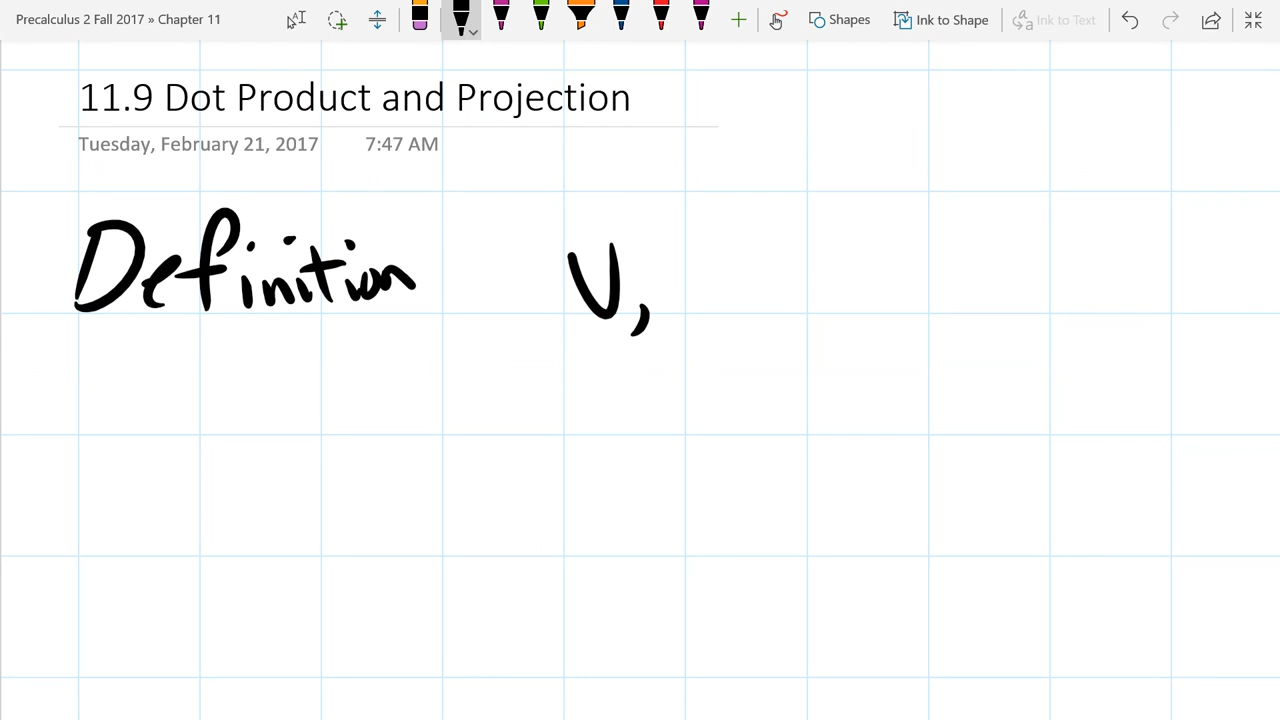 Precalculus 2 Fall 2017 » Chapter 11
Shapes
Ink to Shape
Ink to Text
11.9 Dot Product and Projection
Tuesday, February 21, 2017 7:47 AM
Definition V,